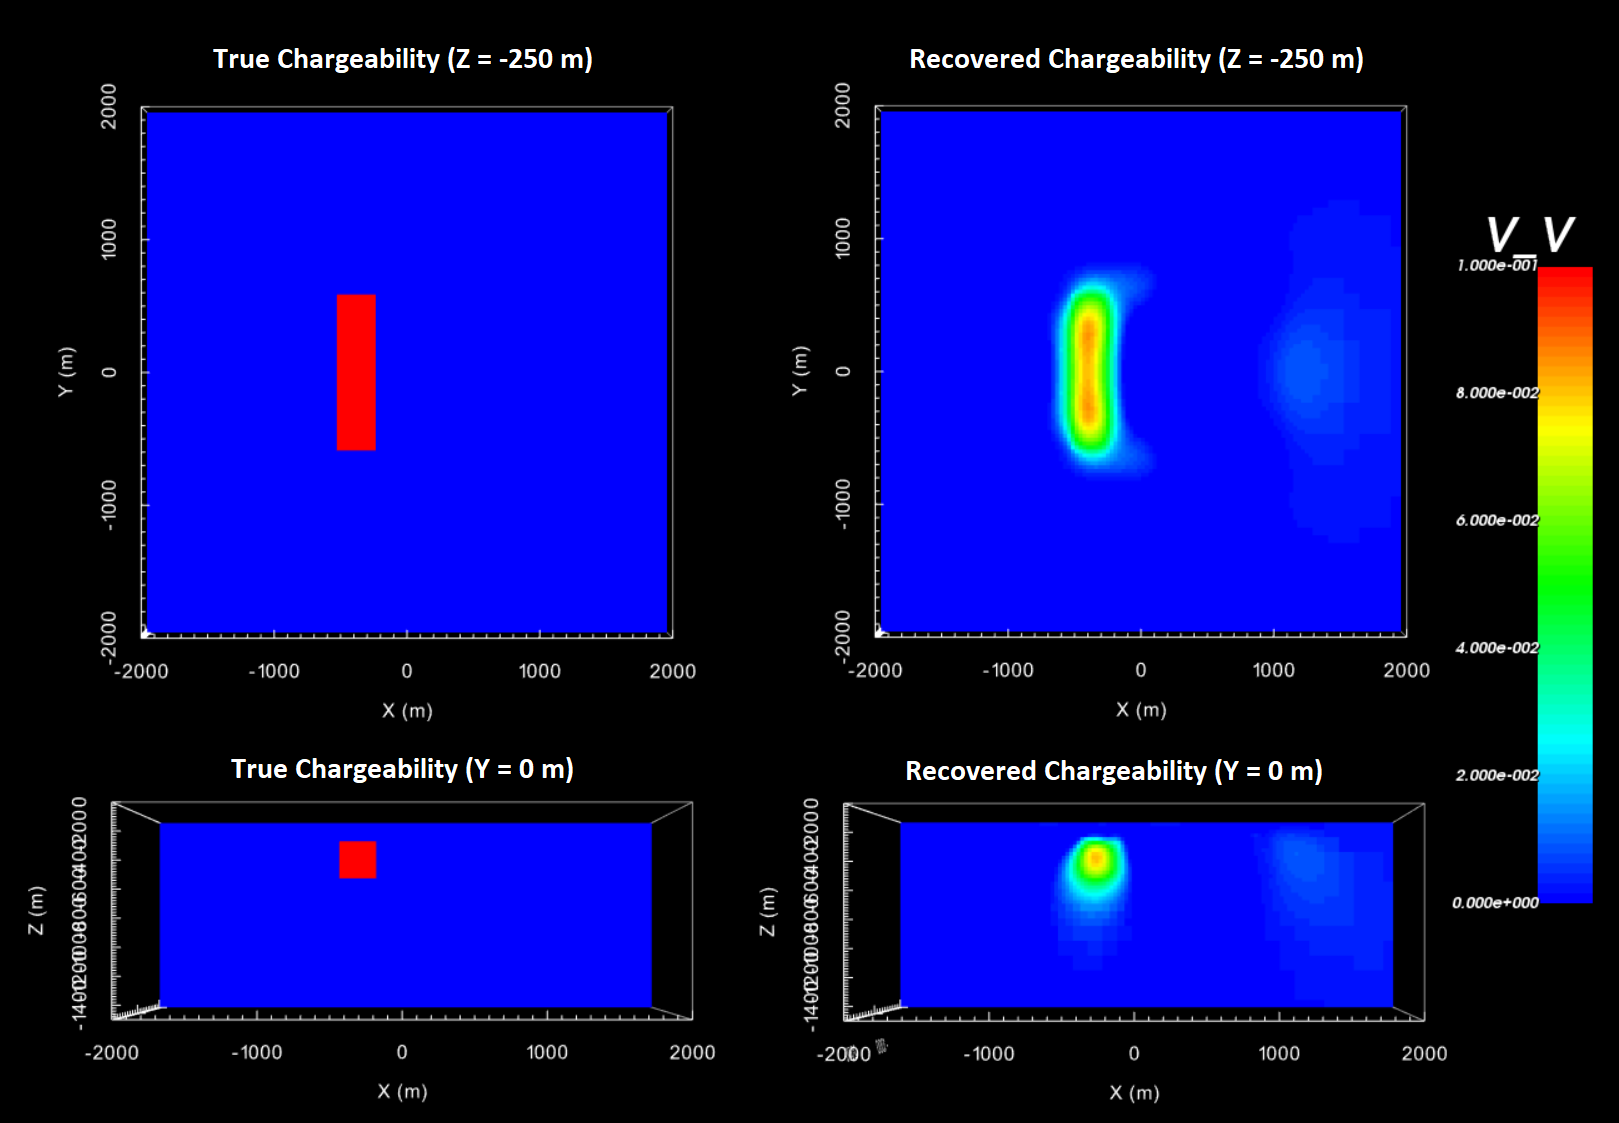 True Chargeability (Z = -250 m)
Recovered Chargeability (Z = -250 m)
2000
1000
0
-1000
-2000
Y (m)
-2000 -1000 0 1000 2000
X (m)
2000
1000
0
-1000
-2000
Y (m)
-2000 -1000 0 1000 2000
X (m)
V_V
1.000e-001
8.000e-002
6.000e-002
4.000e-002
2.000e-002
0.000e+000
True Chargeability (Y = 0 m)
Recovered Chargeability (Y = 0 m)
Z (m)
-2000 -1000 0 1000 2000
X (m)
Z (m)
-2000 -1000 0 1000 2000
X (m)